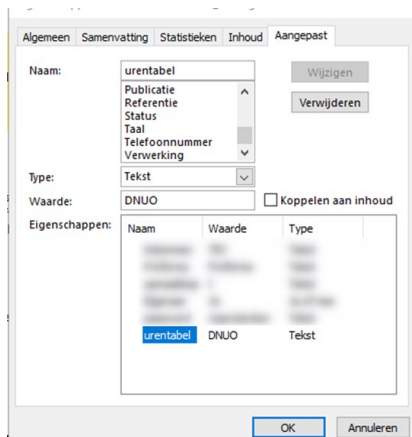 Algemeen Samenvatting Statistieken Inhoud Aangepast
Naam: urentabel Wijzigen
Publicatie
Referentie Verwijderen
Status
Taal
Telefoonnummer
Verwerking
Type: Tekst
Waarde: DNUO Koppelen aan inhoud
Eigenschappen: Naam Waarde Type
urentabel DNUO Tekst
OK Annuleren